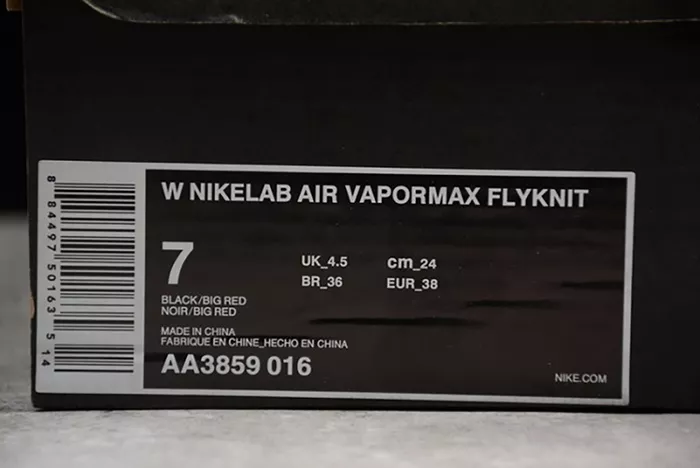 W NIKELAB AIR VAPORMAX FLYKNIT
7
UK_4.5 cm_24
BR_36 EUR_38
BLACK/BIG RED
NOIR/BIG RED
MADE IN CHINA
FABRIQUE EN CHINE_HECHO EN CHINA
AA3859 016
NIKE.COM
8 84497 50163 5 14